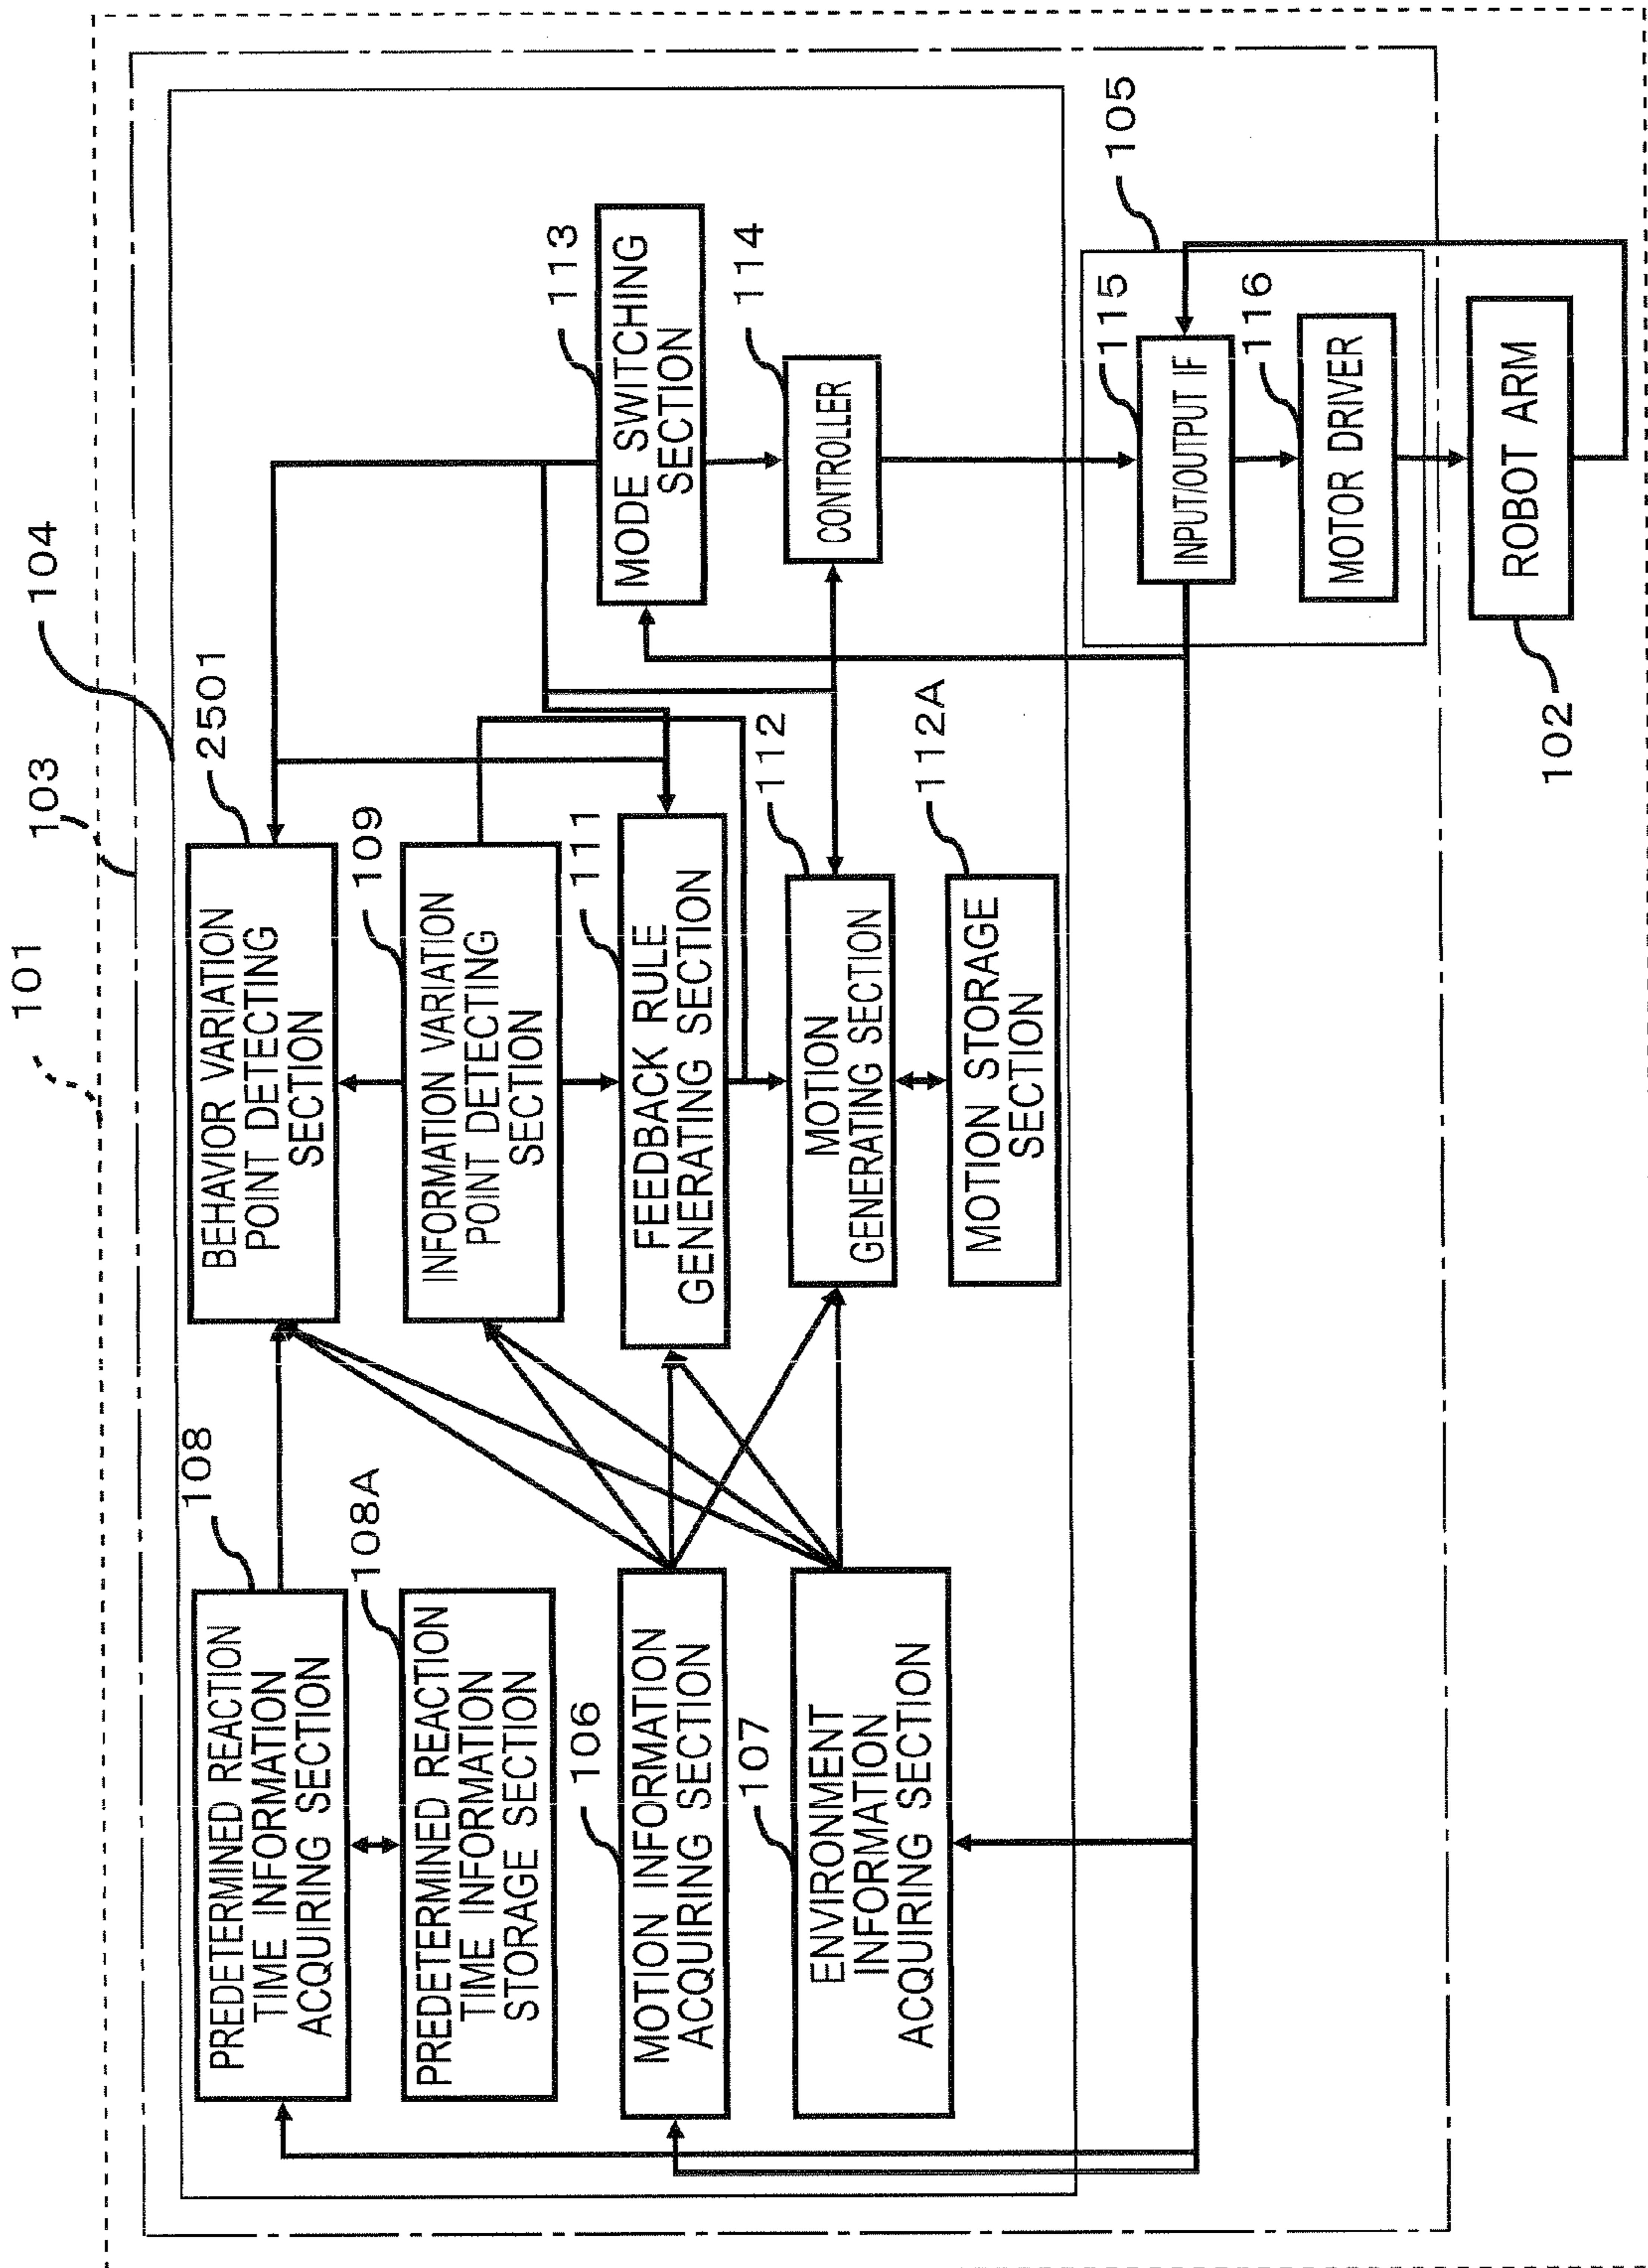 101
103
104
PREDETERMINED REACTION
TIME INFORMATION
ACQUIRING SECTION
108
PREDETERMINED REACTION
TIME INFORMATION
STORAGE SECTION
108A
MOTION INFORMATION
ACQUIRING SECTION
106
ENVIRONMENT
INFORMATION
ACQUIRING SECTION
107
BEHAVIOR VARIATION
POINT DETECTING
SECTION
2501
INFORMATION VARIATION
POINT DETECTING
SECTION
109
FEEDBACK RULE
GENERATING SECTION
111
MOTION
GENERATING SECTION
112
MOTION STORAGE
SECTION
112A
MODE SWITCHING
SECTION
113
CONTROLLER
114
105
INPUT/OUTPUT IF
115
MOTOR DRIVER
116
ROBOT ARM
102